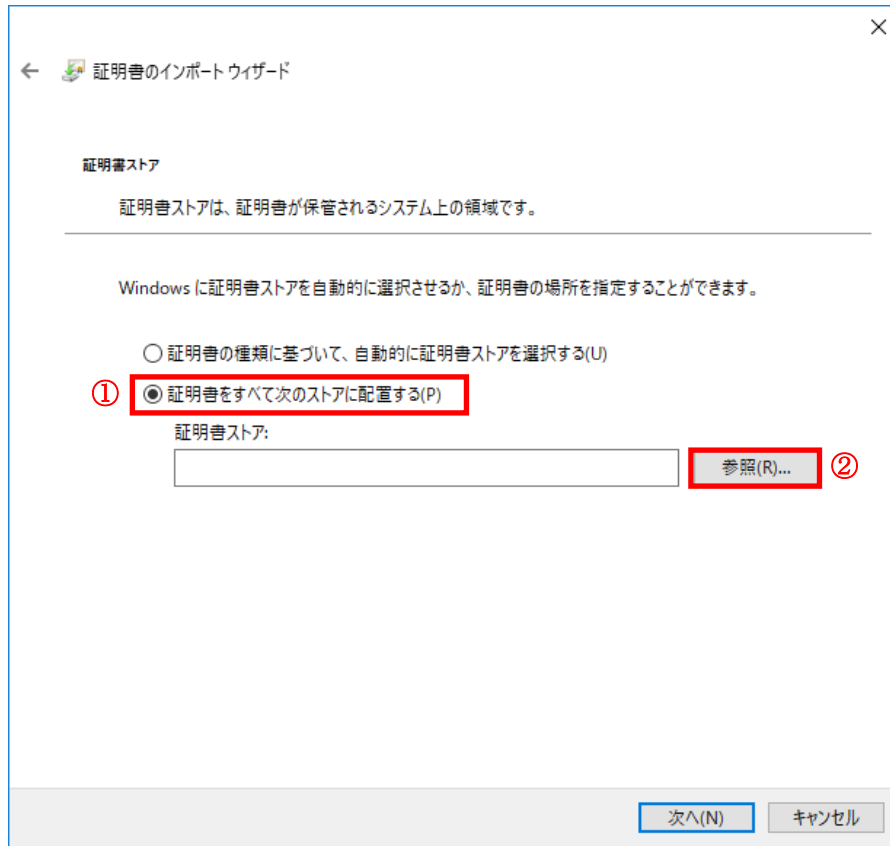 証明書のインポート ウィザード
証明書ストア
証明書ストアは、証明書が保管されるシステム上の領域です。
Windows に証明書ストアを自動的に選択させるか、証明書の場所を指定することができます。
証明書の種類に基づいて、自動的に証明書ストアを選択する(U)
① 証明書をすべて次のストアに配置する(P)
証明書ストア:
参照(R)... ②
次へ(N) キャンセル